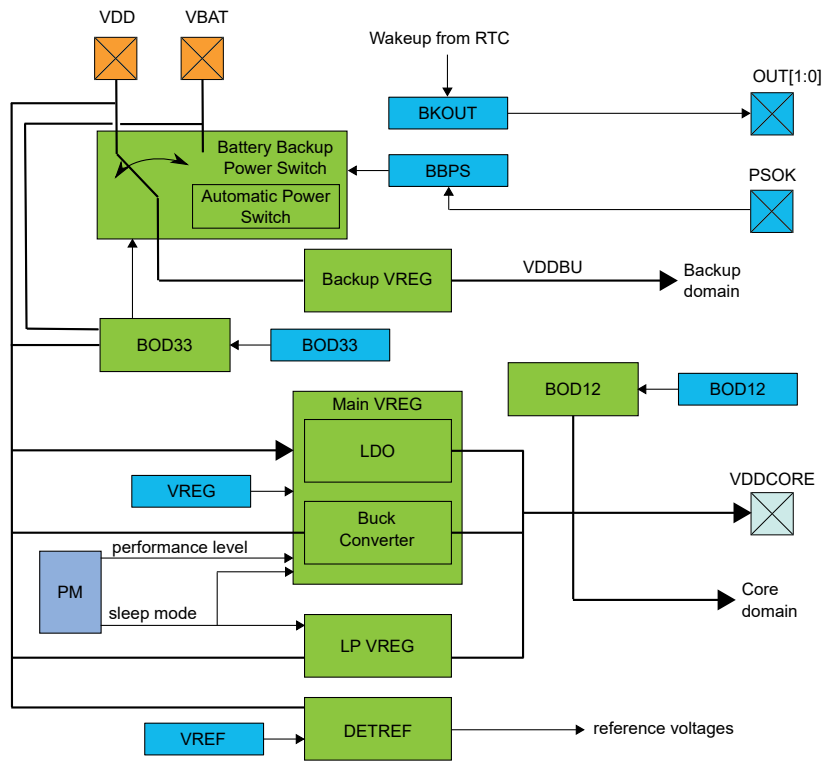 VDD
VBAT
Wakeup from RTC
OUT[1:0]
BKOUT
Battery Backup
Power Switch
BBPS
PSOK
Automatic Power
Switch
Backup VREG
VDDBU
Backup
domain
BOD33
BOD33
BOD12
BOD12
Main VREG
LDO
VREG
VDDCORE
Buck
Converter
performance level
PM
sleep mode
Core
domain
LP VREG
DETREF
VREF
reference voltages